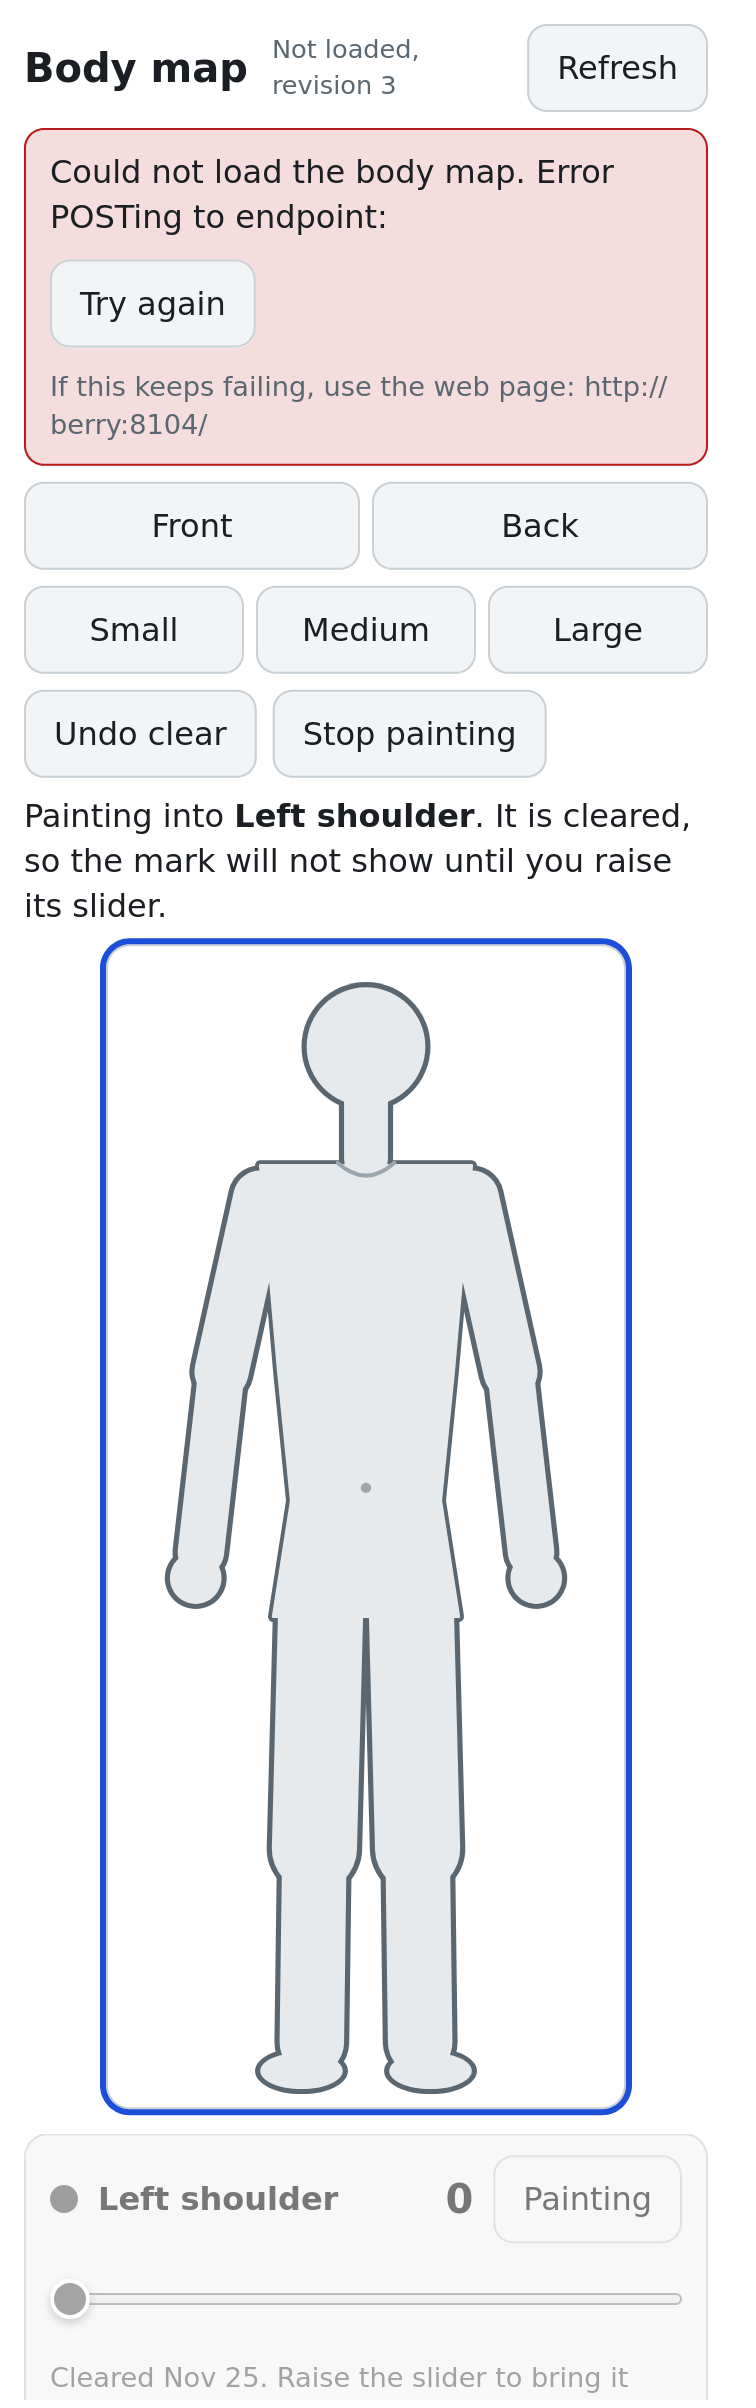 Body map
Not loaded,
revision 3
Refresh
Could not load the body map. Error
POSTing to endpoint:
Try again
If this keeps failing, use the web page: http://
berry:8104/
Front
Back
Small
Medium
Large
Undo clear
Stop painting
Painting into Left shoulder. It is cleared,
so the mark will not show until you raise
its slider.
Left shoulder
0
Painting
Cleared Nov 25. Raise the slider to bring it